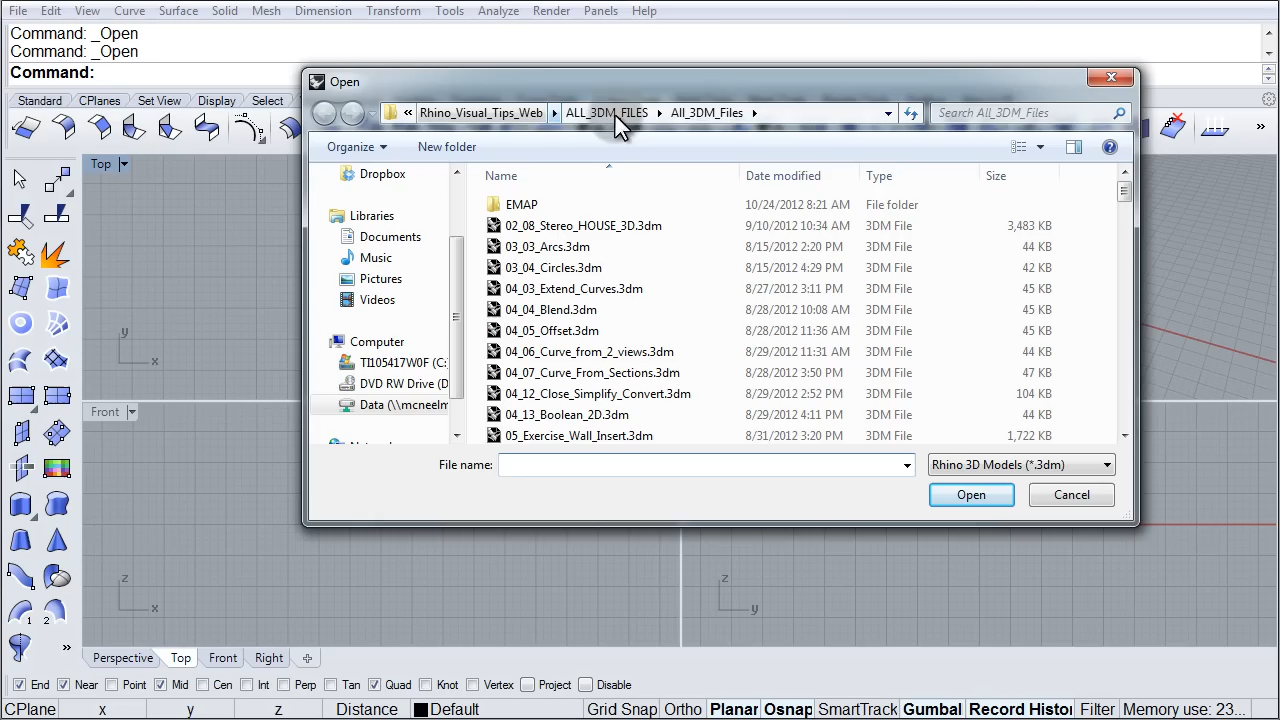 File Edit View Curve Surface Solid Mesh Dimension Transform Tools Analyze Render Panels Help
Command: _Open
Command: _Open
Command:
Standard CPlanes Set View Display Select
Open
« Rhino_Visual_Tips_Web ALL_3DM_FILES All_3DM_Files Search All_3DM_Files
Organize New folder
Top
Name Date modified Type Size
Dropbox
Libraries
Documents
Music
Pictures
Videos
Computer
TI105417W0F (C:
DVD RW Drive (D
Data (\\mcneelm
EMAP 10/24/2012 8:21 AM File folder
02_08_Stereo_HOUSE_3D.3dm 9/10/2012 10:34 AM 3DM File 3,483 KB
03_03_Arcs.3dm 8/15/2012 2:20 PM 3DM File 44 KB
03_04_Circles.3dm 8/15/2012 4:29 PM 3DM File 42 KB
04_03_Extend_Curves.3dm 8/27/2012 3:11 PM 3DM File 45 KB
04_04_Blend.3dm 8/28/2012 10:08 AM 3DM File 45 KB
04_05_Offset.3dm 8/28/2012 11:36 AM 3DM File 45 KB
04_06_Curve_from_2_views.3dm 8/29/2012 11:31 AM 3DM File 44 KB
04_07_Curve_From_Sections.3dm 8/28/2012 3:50 PM 3DM File 47 KB
04_12_Close_Simplify_Convert.3dm 8/29/2012 2:52 PM 3DM File 104 KB
04_13_Boolean_2D.3dm 8/29/2012 4:11 PM 3DM File 44 KB
05_Exercise_Wall_Insert.3dm 8/31/2012 3:20 PM 3DM File 1,722 KB
y
x
Front
File name: Rhino 3D Models (*.3dm)
Open Cancel
z
x
z
y
1 2
»
Perspective Top Front Right
End Near Point Mid Cen Int Perp Tan Quad Knot Vertex Project Disable
CPlane x y z Distance Default Grid Snap Ortho Planar Osnap SmartTrack Gumbal Record Histor Filter Memory use: 23...